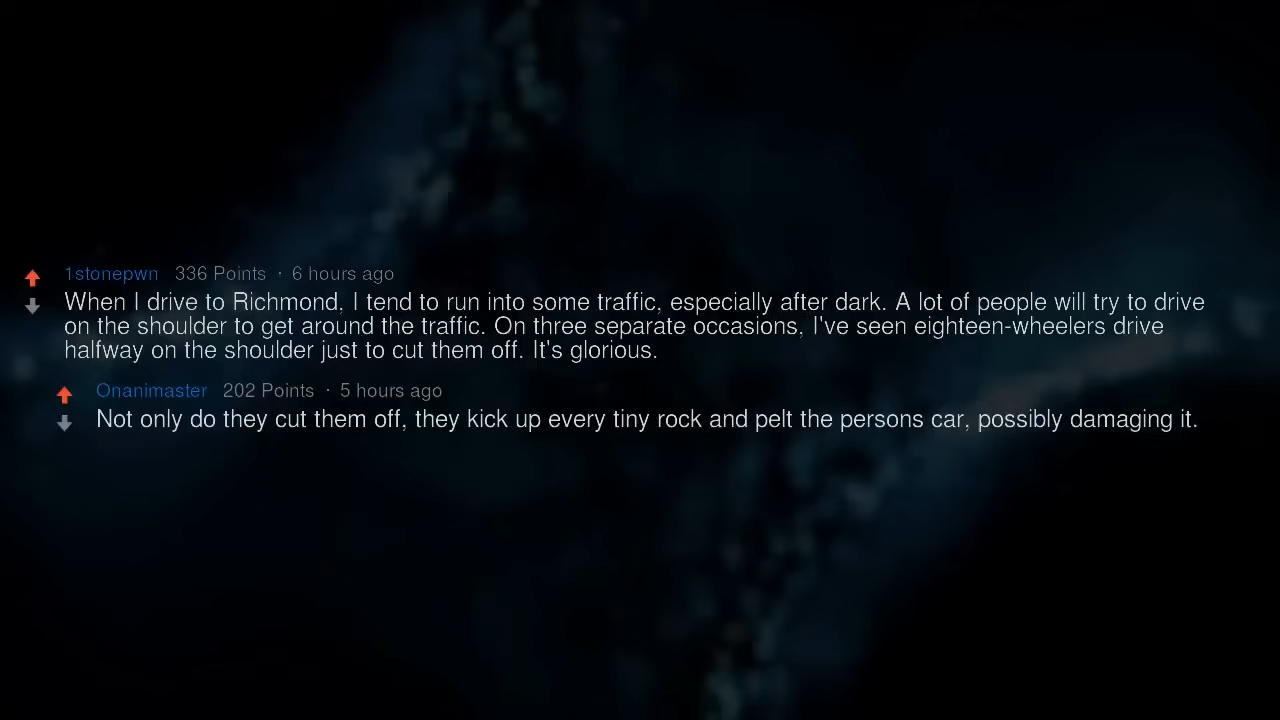 1stonepwn 336 Points · 6 hours ago
When I drive to Richmond, I tend to run into some traffic, especially after dark. A lot of people will try to drive
on the shoulder to get around the traffic. On three separate occasions, I've seen eighteen-wheelers drive
halfway on the shoulder just to cut them off. It's glorious.
Onanimaster 202 Points · 5 hours ago
Not only do they cut them off, they kick up every tiny rock and pelt the persons car, possibly damaging it.